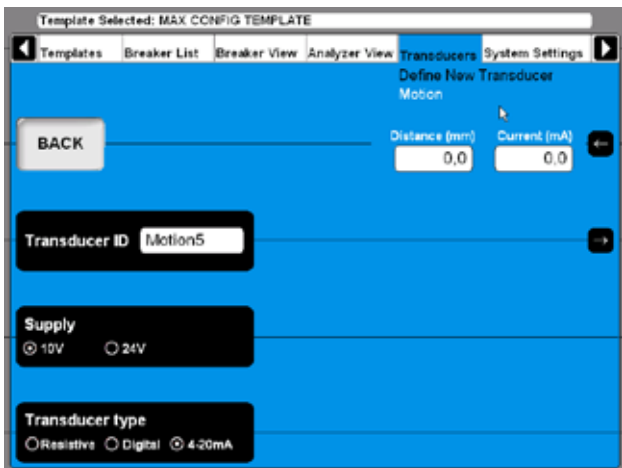 Template Selected: MAX CONFIG TEMPLATE
Templates Breaker List Breaker View Analyzer View Transducers System Settings
Define New Transducer
Motion
Distance (mm) Current (mA)
BACK
0,0 0,0
Transducer ID Motion5
Supply
10V 24V
Transducer type
Resistive Digital 4-20mA